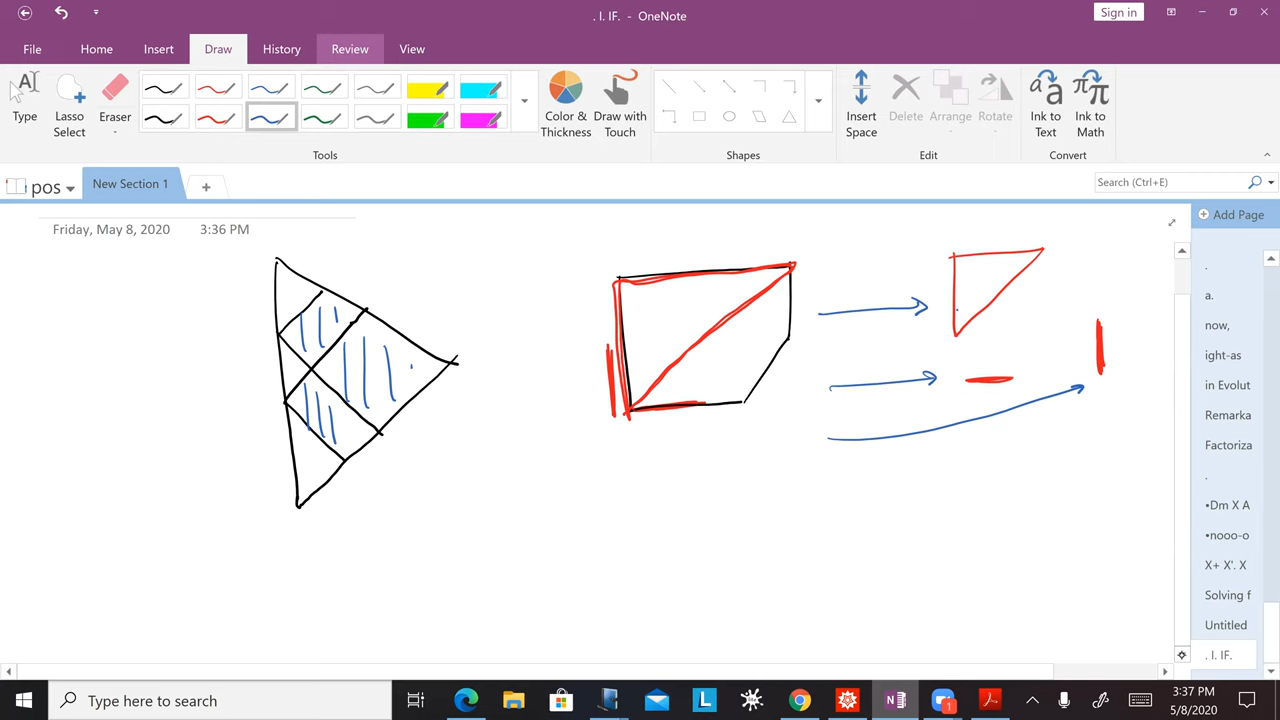 . I. IF. - OneNote
Sign in
File Home Insert Draw History Review View
Type
Lasso Select
Eraser
Color & Thickness
Draw with Touch
Insert Space
Delete
Arrange
Rotate
Ink to Text
Ink to Math
Tools
Shapes
Edit
Convert
pos
New Section 1
Search (Ctrl+E)
Add Page
Friday, May 8, 2020 3:36 PM
.
a.
now,
ight-as
in Evolut
Remarka
Factoriza
.
•Dm X A
•nooo-o
X+ X'. X
Solving f
Untitled
. I. IF.
Type here to search
3:37 PM
5/8/2020